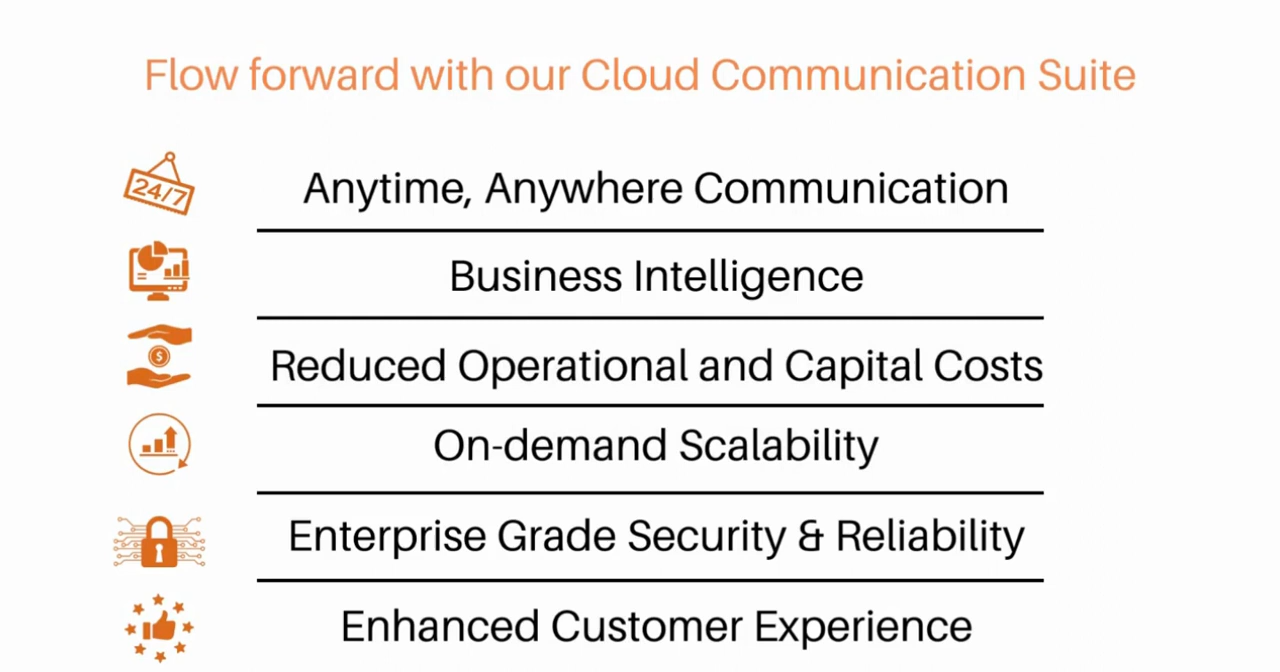 Flow forward with our Cloud Communication Suite
24/7
Anytime, Anywhere Communication
Business Intelligence
$
Reduced Operational and Capital Costs
On-demand Scalability
Enterprise Grade Security & Reliability
Enhanced Customer Experience